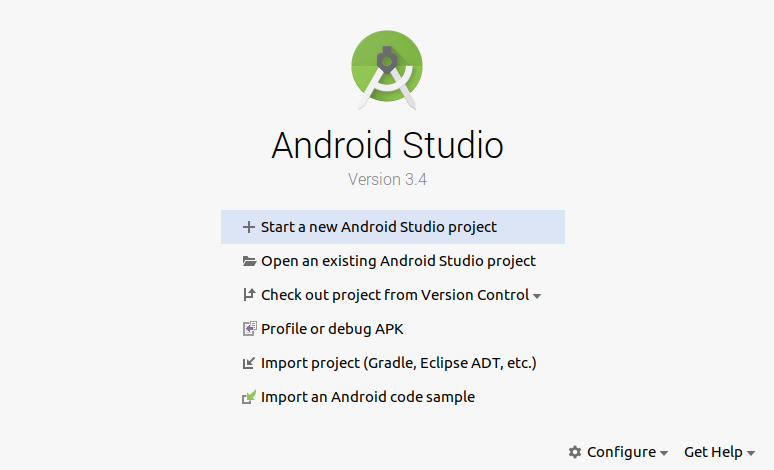 Android Studio
Version 3.4
Start a new Android Studio project
Open an existing Android Studio project
Check out project from Version Control
Profile or debug APK
Import project (Gradle, Eclipse ADT, etc.)
Import an Android code sample
Configure Get Help